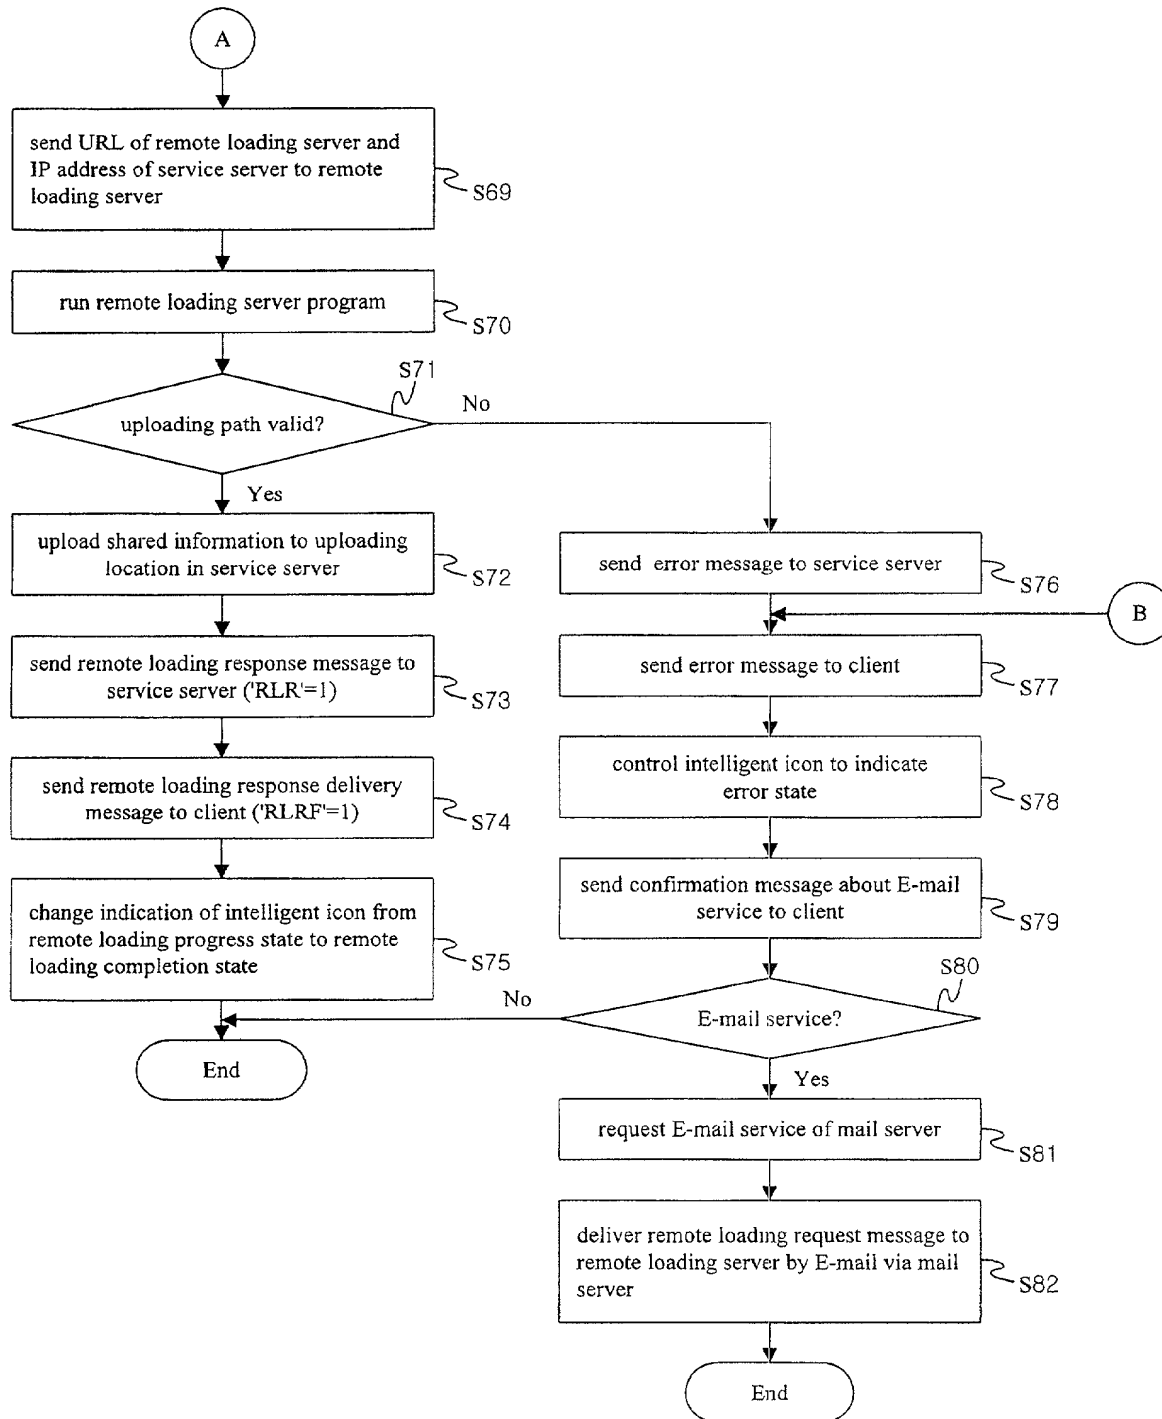 A
send URL of remote loading server and
IP address of service server to remote
loading server
S69
run remote loading server program
S70
S71
uploading path valid?
No
Yes
upload shared information to uploading
location in service server
S72
send remote loading response message to
service server ('RLR'=1)
S73
send remote loading response delivery
message to client ('RLRF'=1)
S74
change indication of intelligent icon from
remote loading progress state to remote
loading completion state
S75
End
send error message to service server
S76
B
send error message to client
S77
control intelligent icon to indicate
error state
S78
send confirmation message about E-mail
service to client
S79
S80
No
E-mail service?
Yes
request E-mail service of mail server
S81
deliver remote loading request message to
remote loading server by E-mail via mail
server
S82
End